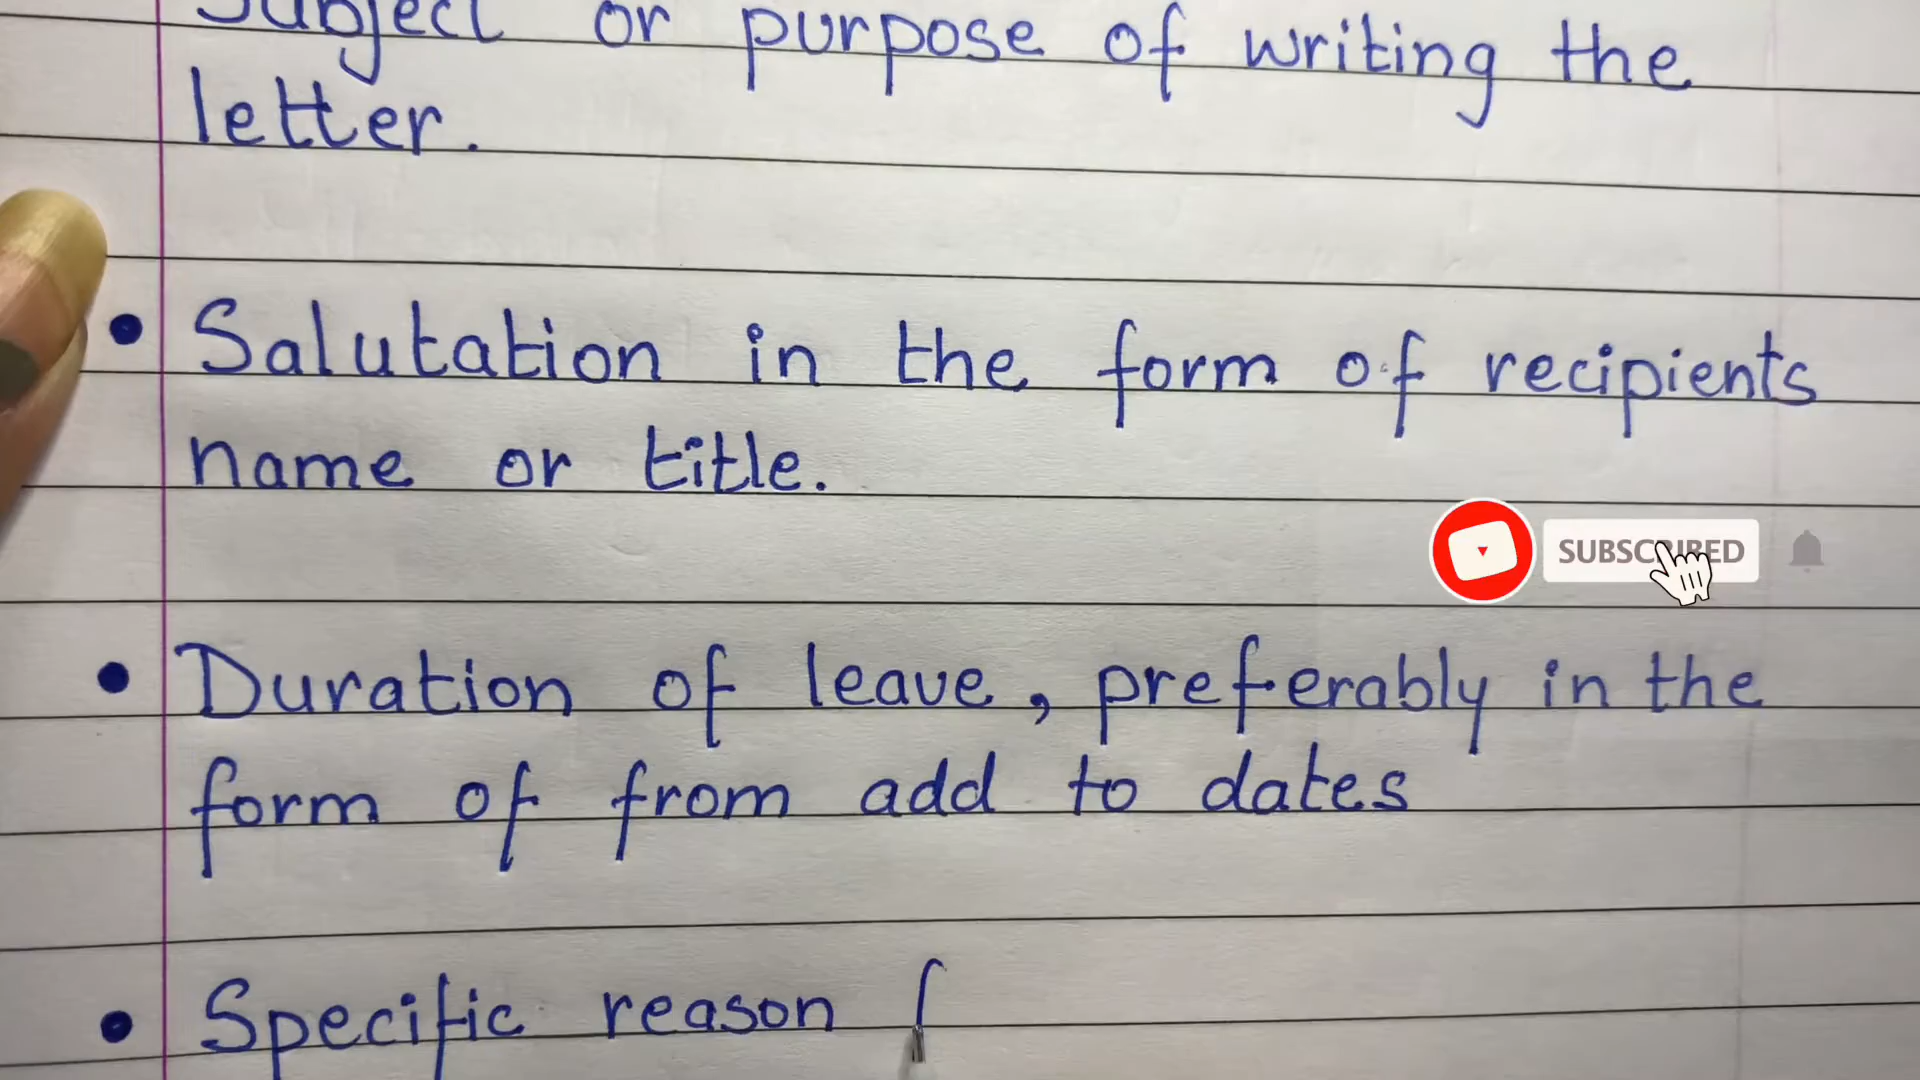 Subject or purpose of writing the
letter.
• Salutation in the form of recipients
name or title.
SUBSCRIBED
• Duration of leave, preferably in the
form of from add to dates
• Specific reason f